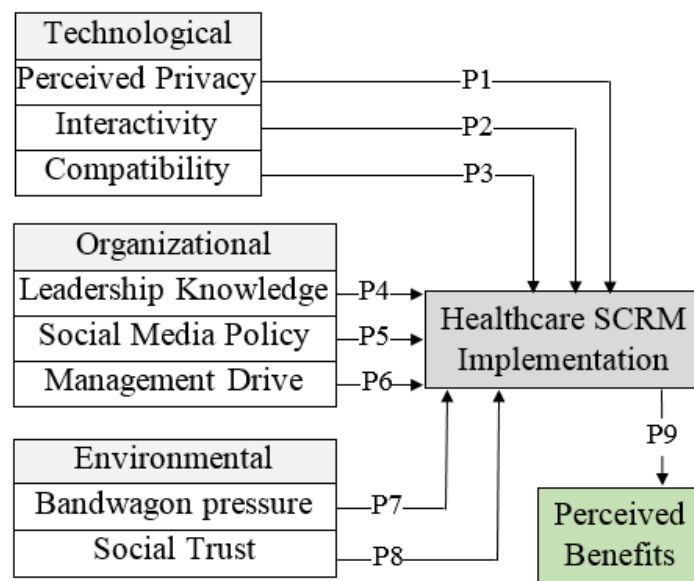 Technological
Perceived Privacy
P1
Interactivity
P2
Compatibility
P3
Organizational
Leadership Knowledge
P4
Social Media Policy
P5
Management Drive
P6
Healthcare SCRM
Implementation
Environmental
Bandwagon pressure
P7
Social Trust
P8
P9
Perceived
Benefits